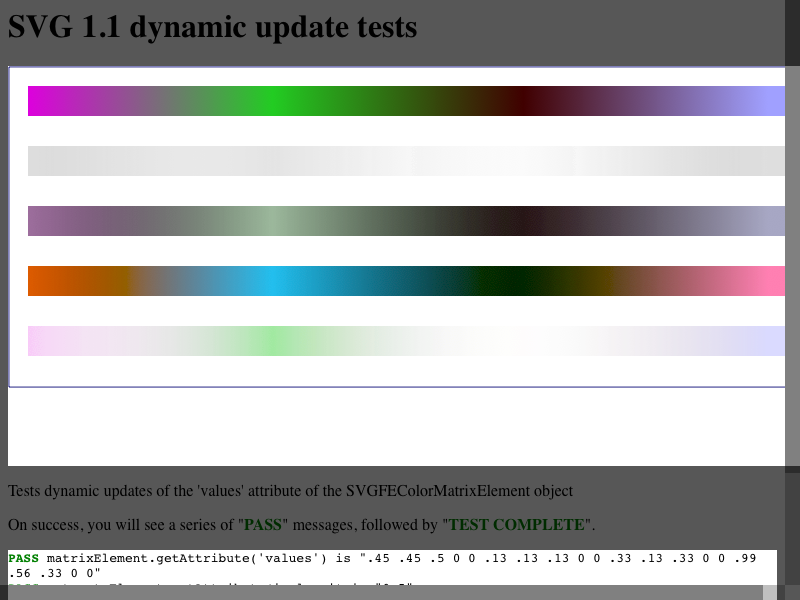 SVG 1.1 dynamic update tests
Tests dynamic updates of the 'values' attribute of the SVGFEColorMatrixElement object
On success, you will see a series of "PASS" messages, followed by "TEST COMPLETE".
PASS matrixElement.getAttribute('values') is ".45 .45 .5 0 0 .13 .13 .13 0 0 .33 .13 .33 0 0 .99
.56 .33 0 0"